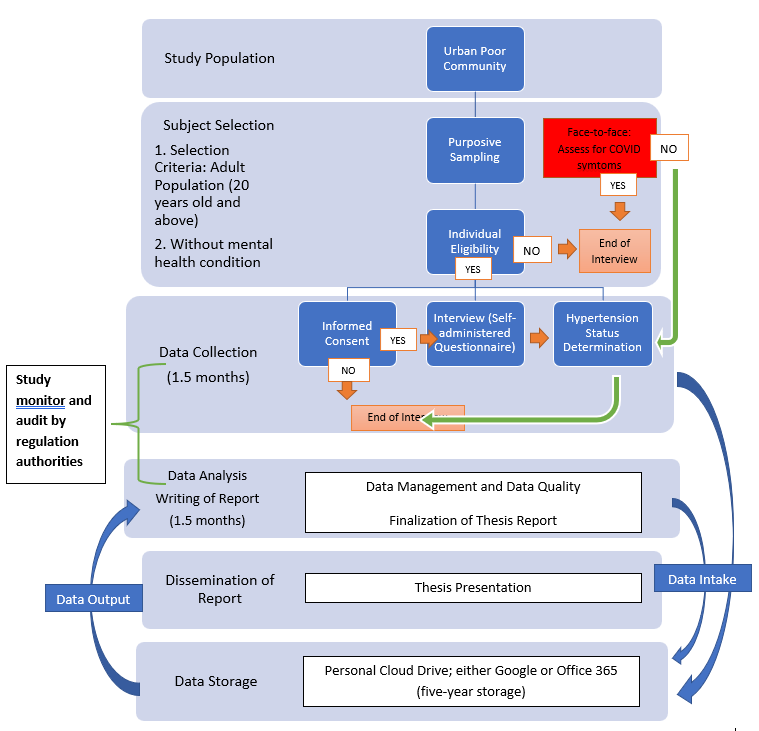 Study Population
Urban Poor
Community
Subject Selection
1. Selection
Criteria: Adult
Population (20
years old and
above)
2. Without mental
health condition
Purposive
Sampling
Face-to-face:
Assess for COVID
symtoms
NO
YES
Individual
Eligibility
NO
YES
End of
Interview
Data Collection
(1.5 months)
Informed
Consent
YES
NO
Interview (Self-
administered
Questionnaire)
Hypertension
Status
Determination
End of
Study
monitor and
audit by
regulation
authorities
Data Analysis
Writing of Report
(1.5 months)
Data Management and Data Quality
Finalization of Thesis Report
Data Output
Dissemination of
Report
Thesis Presentation
Data Intake
Data Storage
Personal Cloud Drive; either Google or Office 365
(five-year storage)